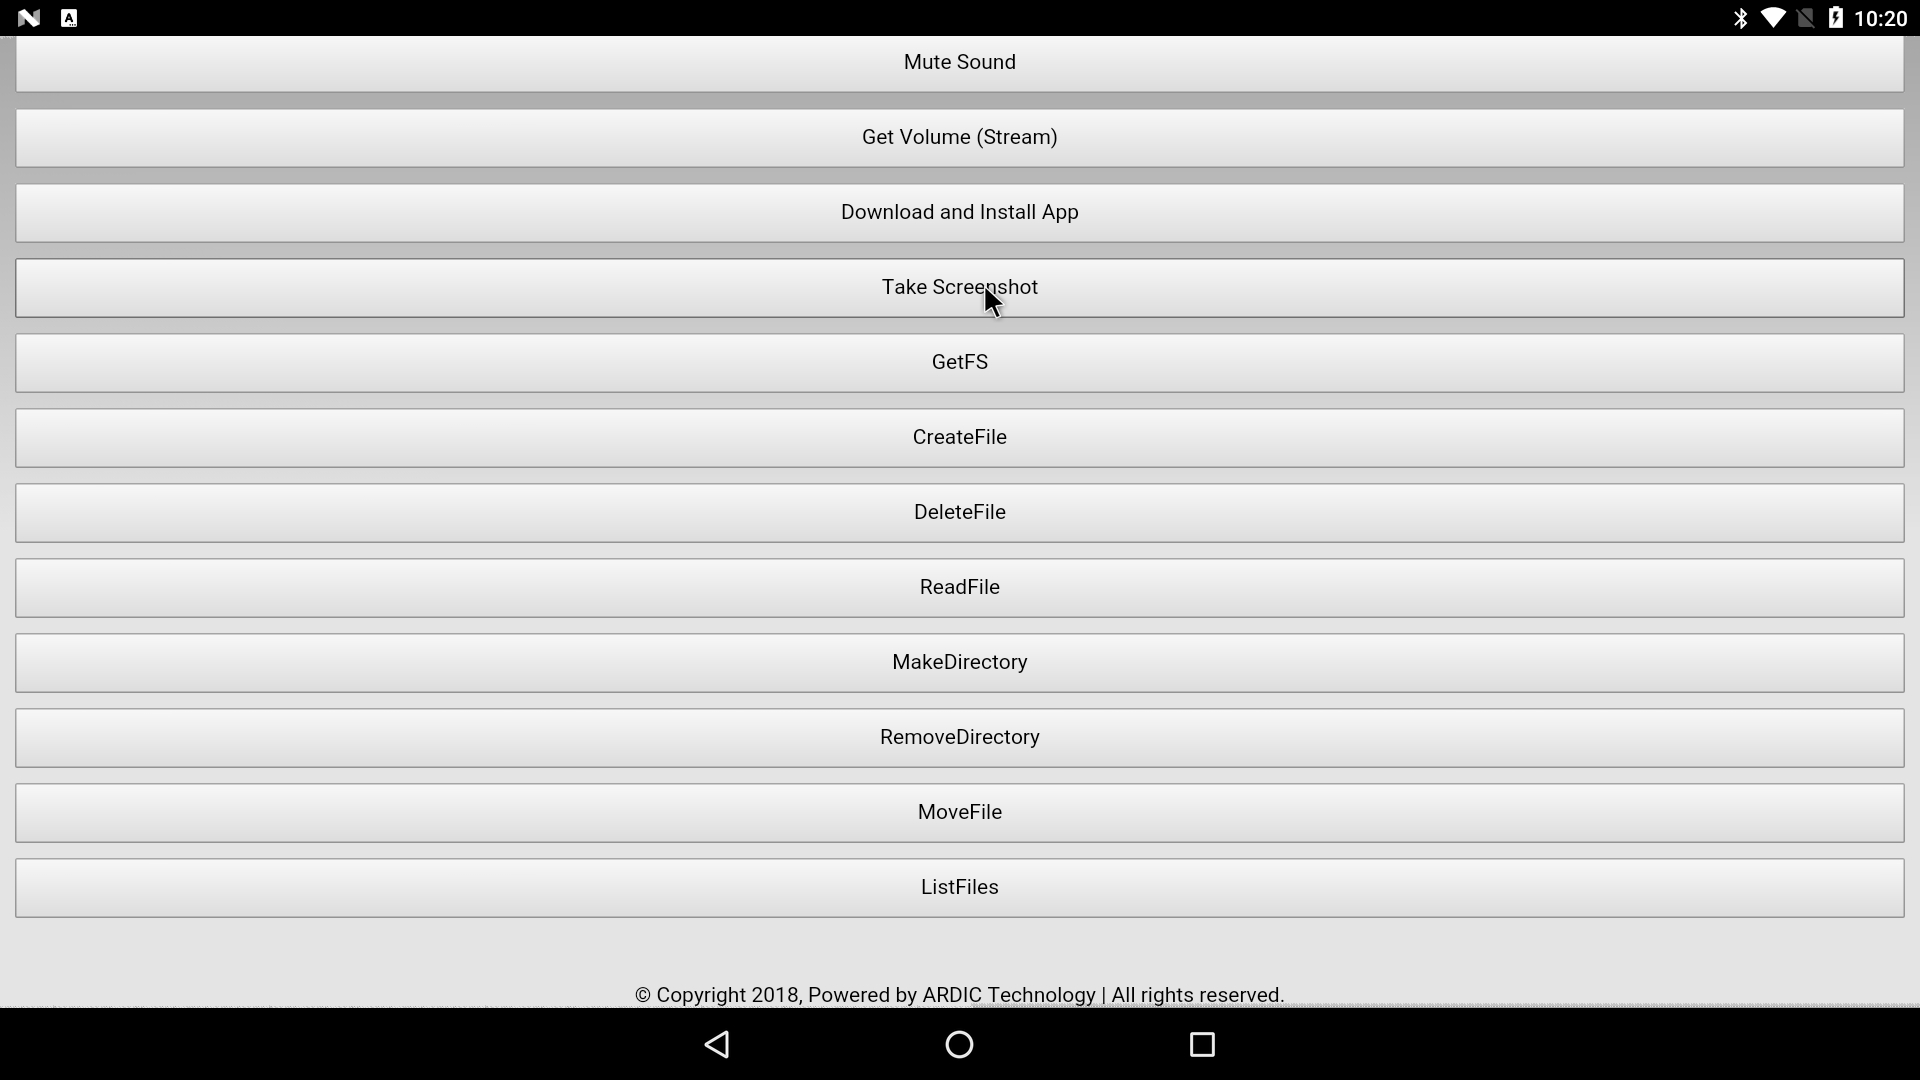 10:20
Mute Sound
Get Volume (Stream)
Download and Install App
Take Screenshot
GetFS
CreateFile
DeleteFile
ReadFile
MakeDirectory
RemoveDirectory
MoveFile
ListFiles
© Copyright 2018, Powered by ARDIC Technology | All rights reserved.